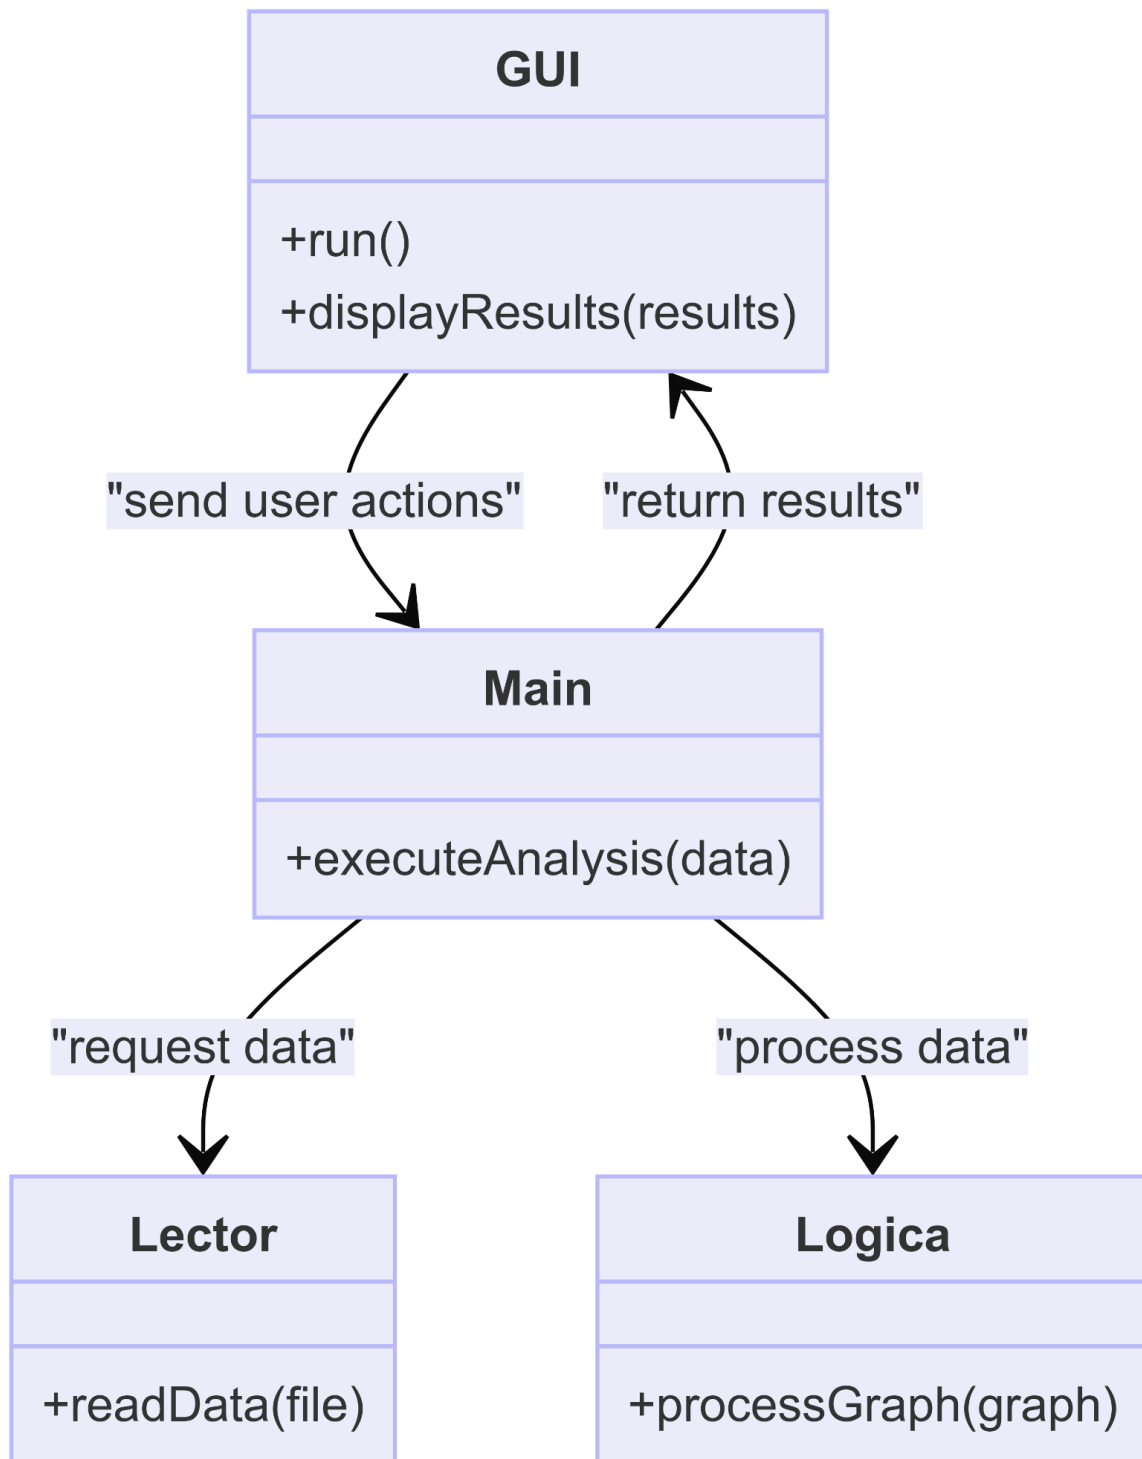 GUI
+run()
+displayResults(results)
"send user actions"
"return results"
Main
+executeAnalysis(data)
"request data"
"process data"
Lector
+readData(file)
Logica
+processGraph(graph)